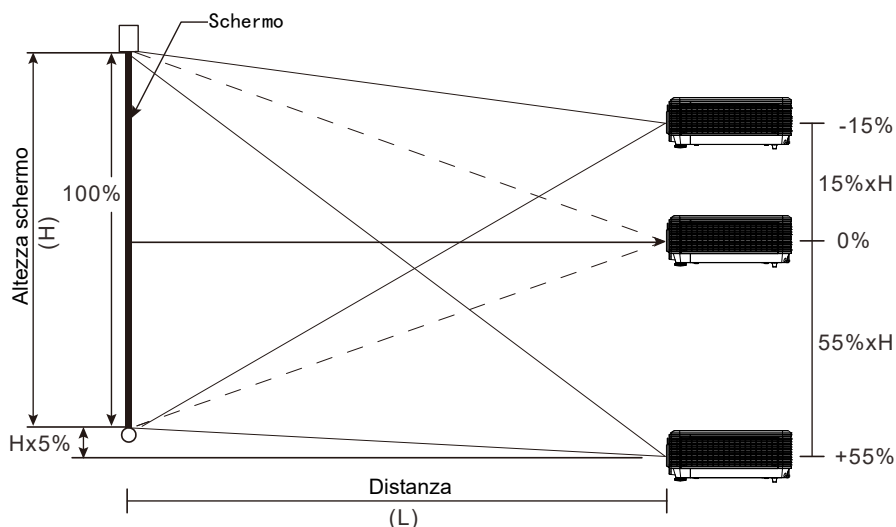 Schermo
-15%
15%xH
100%
Altezza schermo
(H)
0%
55%xH
Hx5%
+55%
Distanza
(L)